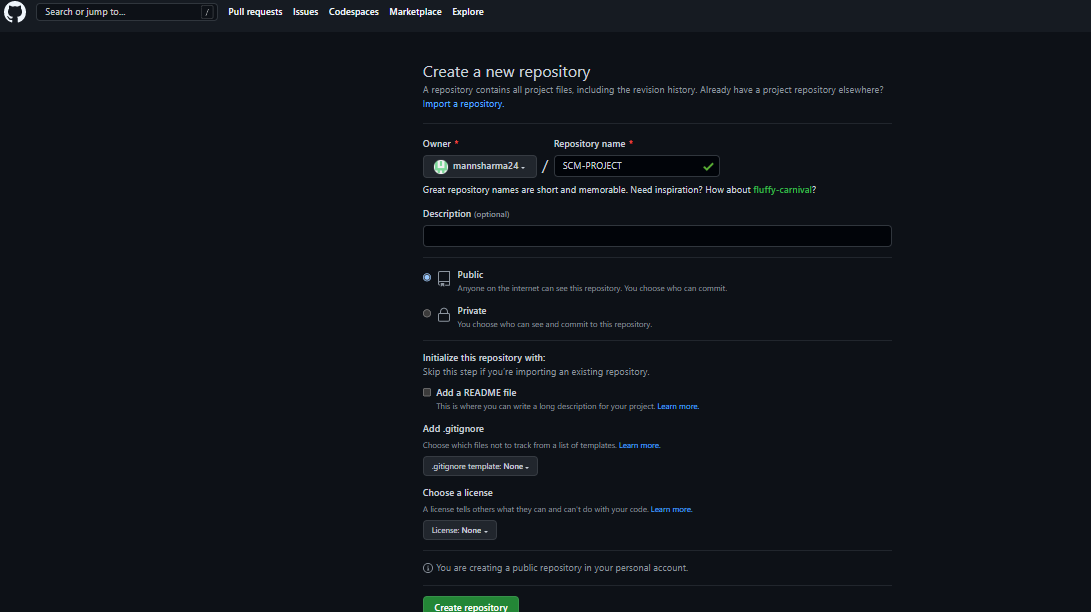 Search or jump to... /
Pull requests Issues Codespaces Marketplace Explore
Create a new repository
A repository contains all project files, including the revision history. Already have a project repository elsewhere?
Import a repository.
Owner * Repository name *
mannsharma24 / SCM-PROJECT
Great repository names are short and memorable. Need inspiration? How about fluffy-carnival?
Description (optional)
Public
Anyone on the internet can see this repository. You choose who can commit.
Private
You choose who can see and commit to this repository.
Initialize this repository with:
Skip this step if you're importing an existing repository.
Add a README file
This is where you can write a long description for your project. Learn more.
Add .gitignore
Choose which files not to track from a list of templates. Learn more.
.gitignore template: None
Choose a license
A license tells others what they can and can't do with your code. Learn more.
License: None
You are creating a public repository in your personal account.
Create repository